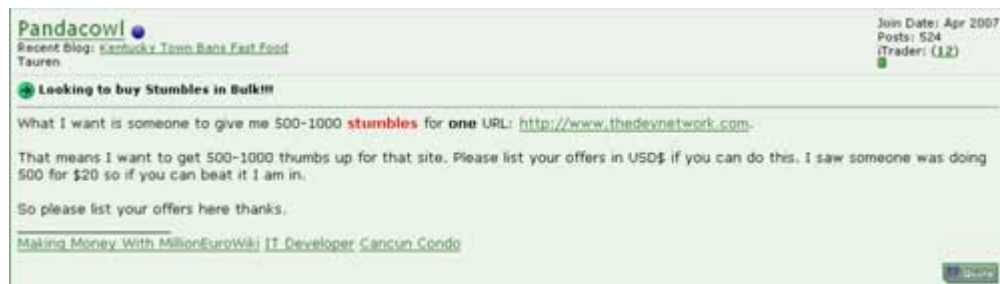 Pandacowl
Join Date: Apr 2007
Recent Blog: Kentucky Town Bans Fast Food
Posts: 524
Tauren
iTrader: (12)
Looking to buy Stumbles in Bulk!!!
What I want is someone to give me 500-1000 stumbles for one URL: http://www.thedevnetwork.com.
That means I want to get 500-1000 thumbs up for that site. Please list your offers in USD$ if you can do this. I saw someone was doing
500 for $20 so if you can beat it I am in.
So please list your offers here thanks.
Making Money With MillionEuroWiki IT Developer Cancun Condo
Quote